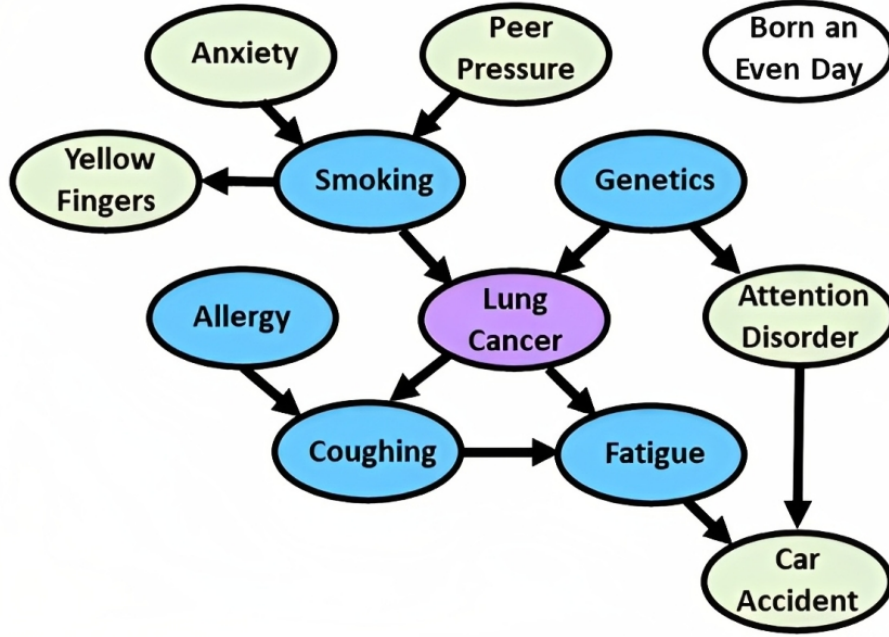 Anxiety
Peer
Pressure
Born an
Even Day
Yellow
Fingers
Smoking
Genetics
Allergy
Lung
Cancer
Attention
Disorder
Coughing
Fatigue
Car
Accident